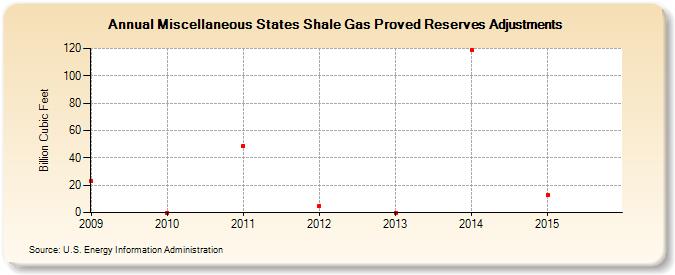 Annual Miscellaneous States Shale Gas Proved Reserves Adjustments
Billion Cubic Feet
120
100
80
60
40
20
0
2009 2010 2011 2012 2013 2014 2015
Source: U.S. Energy Information Administration